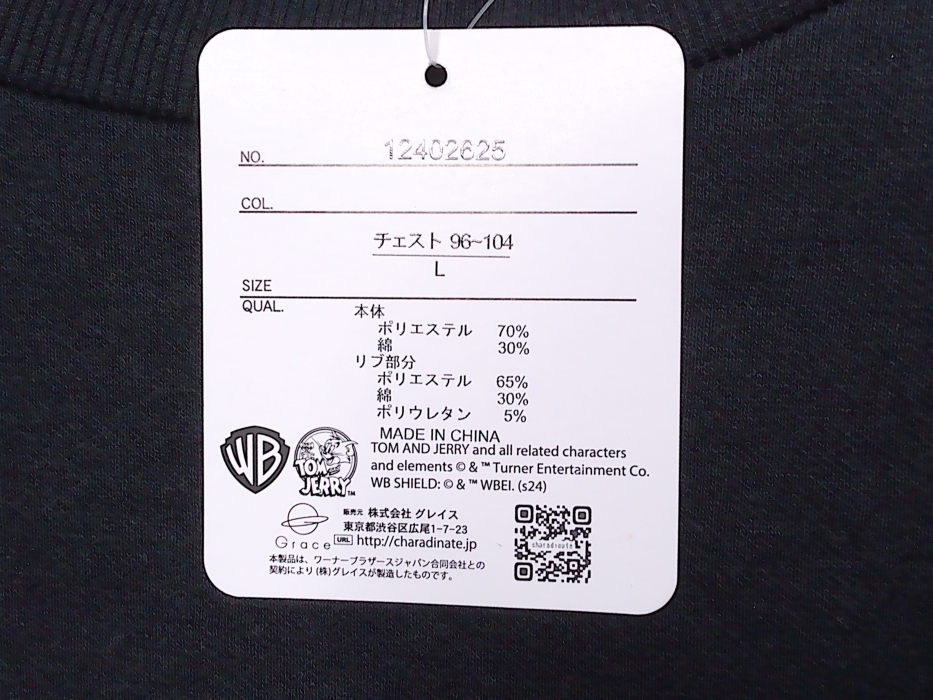 NO. 12402625
COL.
チェスト 96~104
L
SIZE
QUAL.
本体
ポリエステル 70%
綿 30%
リブ部分
ポリエステル 65%
綿 30%
ポリウレタン 5%
MADE IN CHINA
WB
TOM AND JERRY™
TOM AND JERRY and all related characters
and elements © & ™ Turner Entertainment Co.
WB SHIELD: © & ™ WBEI. (s24)
Grace
販売元 株式会社 グレイス
東京都渋谷区広尾1-7-23
URL http://charadinate.jp
charadinate
本製品は、ワーナーブラザースジャパン合同会社との
契約により(株)グレイスが製造したものです。